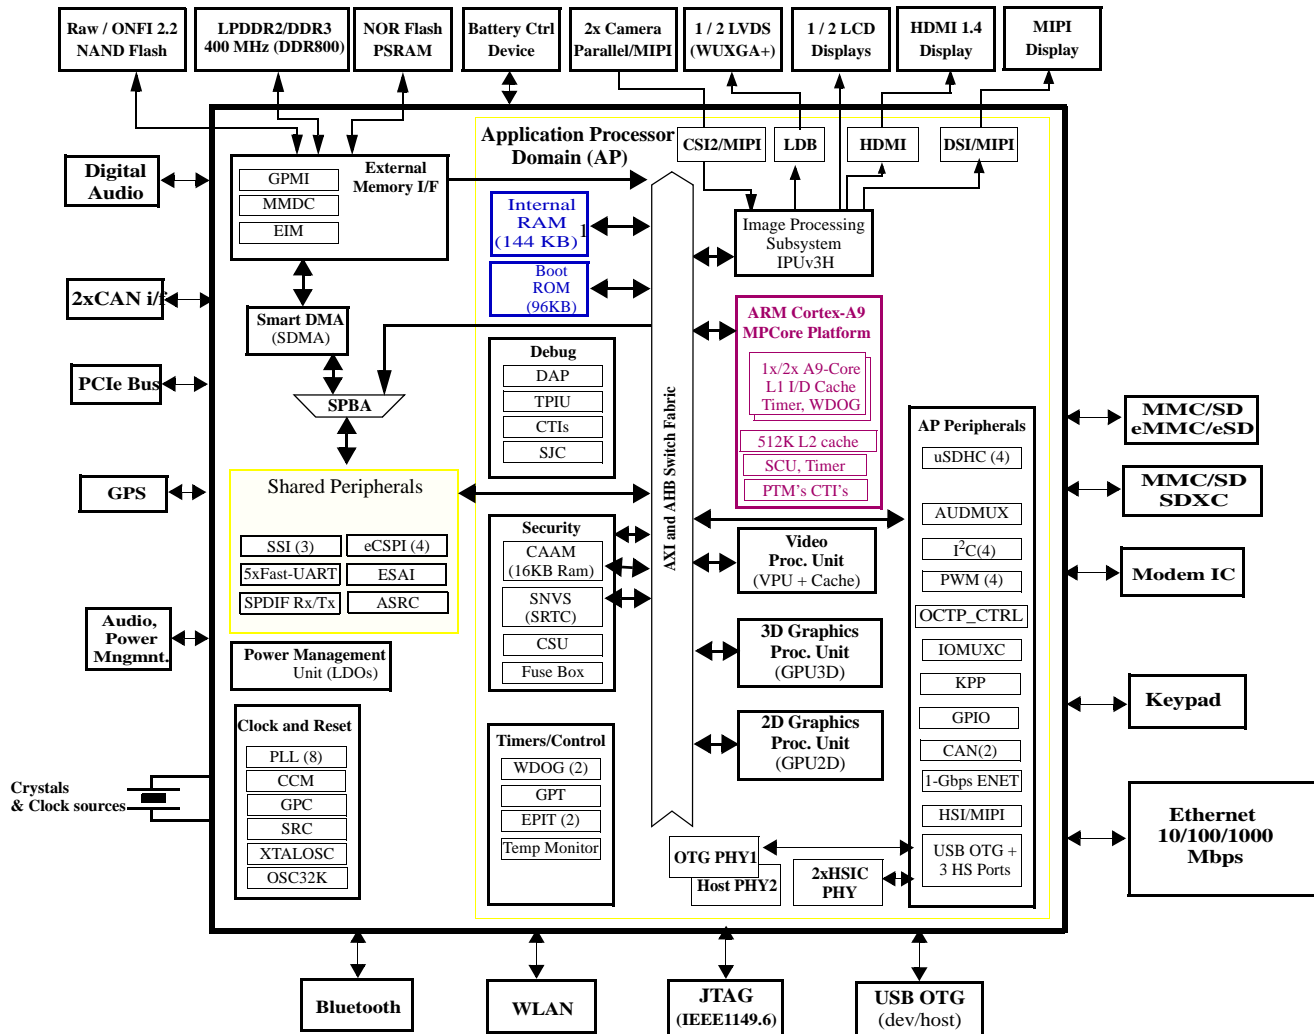 Raw / ONFI 2.2
NAND Flash
LPDDR2/DDR3
400 MHz (DDR800)
NOR Flash
PSRAM
Battery Ctrl
Device
2x Camera
Parallel/MIPI
1 / 2 LVDS
(WUXGA+)
1 / 2 LCD
Displays
HDMI 1.4
Display
MIPI
Display
Digital
Audio
2xCAN i/f
PCIe Bus
GPS
Audio,
Power
Mngmnt.
Crystals
& Clock sources
External
Memory I/F
GPMI
MMDC
EIM
Smart DMA
(SDMA)
SPBA
Shared Peripherals
SSI (3)
eCSPI (4)
5xFast-UART
ESAI
SPDIF Rx/Tx
ASRC
Power Management
Unit (LDOs)
Clock and Reset
PLL (8)
CCM
GPC
SRC
XTALOSC
OSC32K
Application Processor
Domain (AP)
Internal
RAM
(144 KB)
1
Boot
ROM
(96KB)
Debug
DAP
TPIU
CTIs
SJC
Security
CAAM
(16KB Ram)
SNVS
(SRTC)
CSU
Fuse Box
Timers/Control
WDOG (2)
GPT
EPIT (2)
Temp Monitor
AXI and AHB Switch Fabric
CSI2/MIPI
LDB
HDMI
DSI/MIPI
Image Processing
Subsystem
IPUv3H
ARM Cortex-A9
MPCore Platform
1x/2x A9-Core
L1 I/D Cache
Timer, WDOG
512K L2 cache
SCU, Timer
PTM's CTI's
Video
Proc. Unit
(VPU + Cache)
3D Graphics
Proc. Unit
(GPU3D)
2D Graphics
Proc. Unit
(GPU2D)
OTG PHY1
Host PHY2
2xHSIC
PHY
AP Peripherals
uSDHC (4)
AUDMUX
I2C(4)
PWM (4)
OCTP_CTRL
IOMUXC
KPP
GPIO
CAN(2)
1-Gbps ENET
HSI/MIPI
USB OTG +
3 HS Ports
MMC/SD
eMMC/eSD
MMC/SD
SDXC
Modem IC
Keypad
Ethernet
10/100/1000
Mbps
Bluetooth
WLAN
JTAG
(IEEE1149.6)
USB OTG
(dev/host)